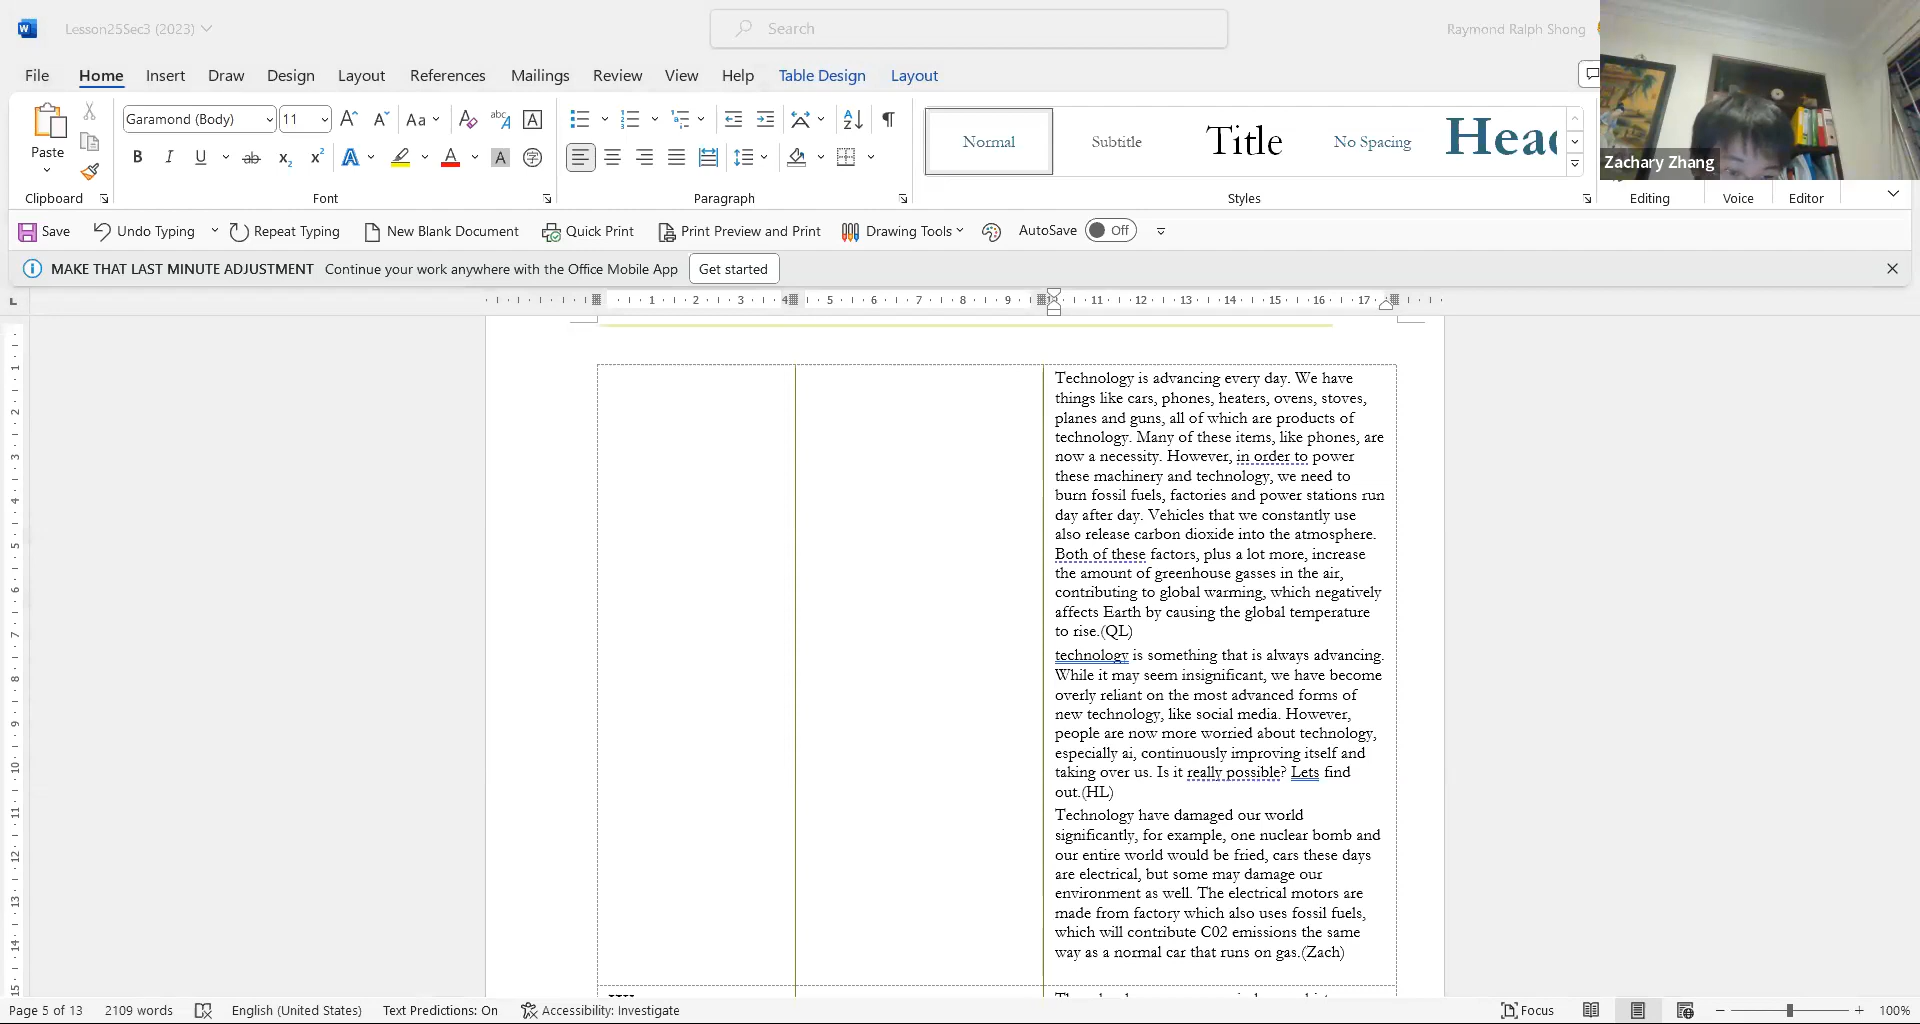 Lesson25Sec3 (2023)
Search
Raymond Ralph Shong
File Home Insert Draw Design Layout References Mailings Review View Help Table Design Layout
Paste
Garamond (Body) 11
Normal Subtitle Title No Spacing Head
Zachary Zhang
Clipboard Font Paragraph Styles Editing Voice Editor
Save Undo Typing Repeat Typing New Blank Document Quick Print Print Preview and Print Drawing Tools AutoSave Off
MAKE THAT LAST MINUTE ADJUSTMENT Continue your work anywhere with the Office Mobile App Get started
Technology is advancing every day. We have
things like cars, phones, heaters, ovens, stoves,
planes and guns, all of which are products of
technology. Many of these items, like phones, are
now a necessity. However, in order to power
these machinery and technology, we need to
burn fossil fuels, factories and power stations run
day after day. Vehicles that we constantly use
also release carbon dioxide into the atmosphere.
Both of these factors, plus a lot more, increase
the amount of greenhouse gasses in the air,
contributing to global warming, which negatively
affects Earth by causing the global temperature
to rise.(QL)
technology is something that is always advancing.
While it may seem insignificant, we have become
overly reliant on the most advanced forms of
new technology, like social media. However,
people are now more worried about technology,
especially ai, continuously improving itself and
taking over us. Is it really possible? Lets find
out.(HL)
Technology have damaged our world
significantly, for example, one nuclear bomb and
our entire world would be fried, cars these days
are electrical, but some may damage our
environment as well. The electrical motors are
made from factory which also uses fossil fuels,
which will contribute C02 emissions the same
way as a normal car that runs on gas.(Zach)
Page 5 of 13 2109 words English (United States) Text Predictions: On Accessibility: Investigate Focus 100%